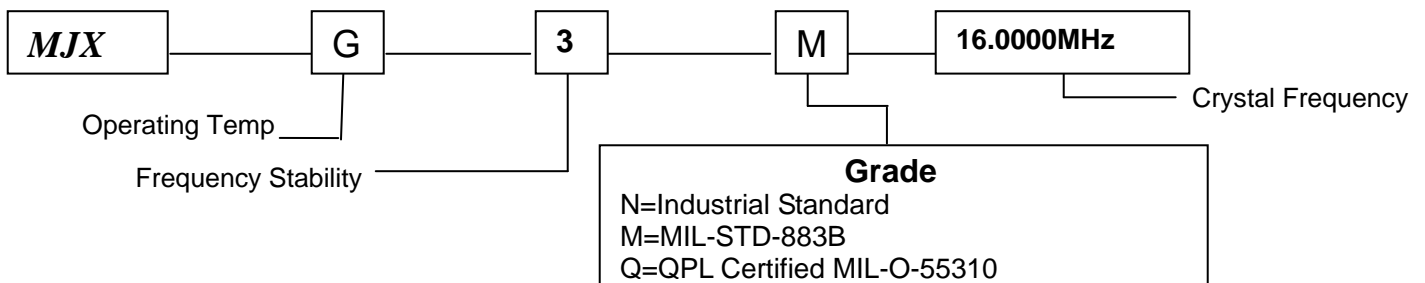 MJX G 3 M 16.0000MHz
Crystal Frequency
Operating Temp
Frequency Stability
Grade
N=Industrial Standard
M=MIL-STD-883B
Q=QPL Certified MIL-O-55310